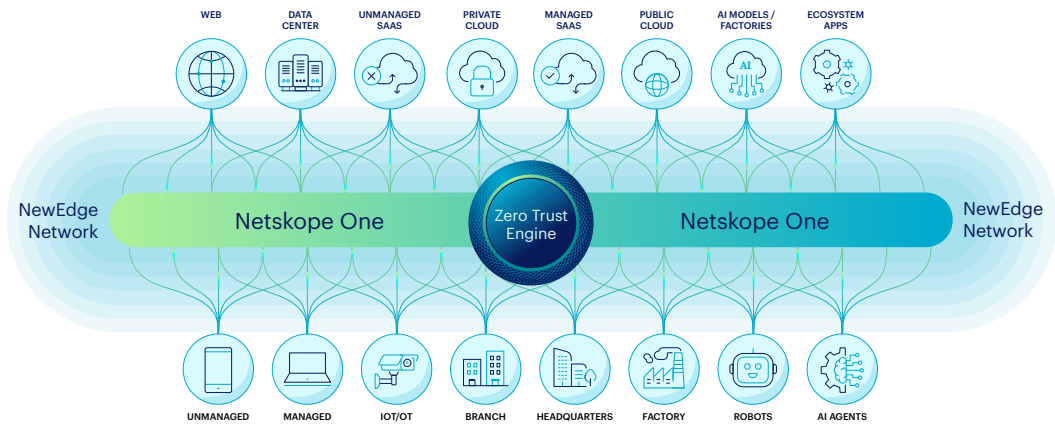 WEB
DATA
CENTER
UNMANAGED
SAAS
PRIVATE
CLOUD
MANAGED
SAAS
PUBLIC
CLOUD
AI MODELS /
FACTORIES
ECOSYSTEM
APPS
AI
NewEdge
Network
Netskope One
Zero Trust
Engine
Netskope One
NewEdge
Network
UNMANAGED
MANAGED
IOT/OT
BRANCH
HEADQUARTERS
FACTORY
ROBOTS
AI AGENTS